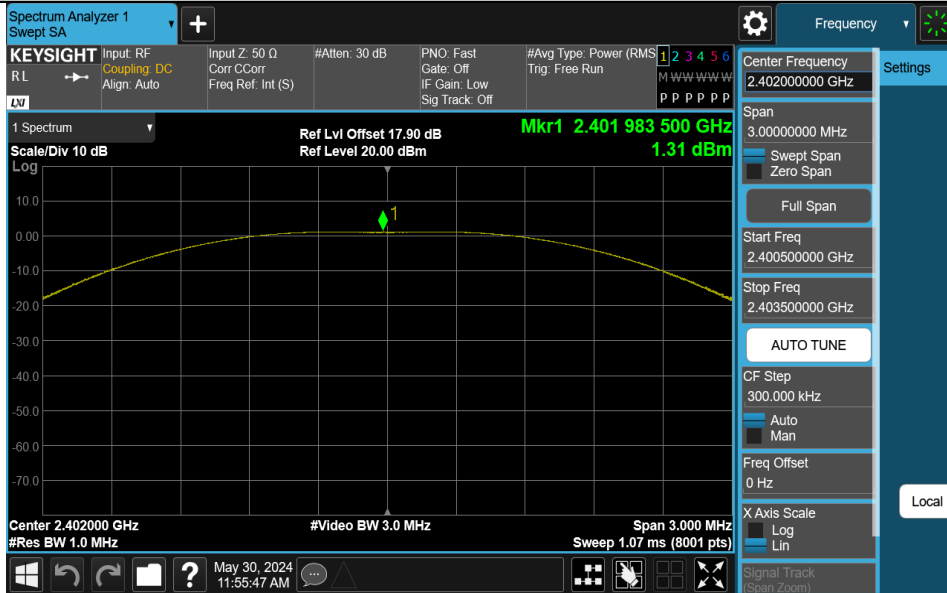 Spectrum Analyzer 1
Swept SA
+
Frequency
KEYSIGHT
RL
LXI
Input: RF
Coupling: DC
Align: Auto
Input Z: 50 Ω
Corr CCorr
Freq Ref: Int (S)
#Atten: 30 dB
PNO: Fast
Gate: Off
IF Gain: Low
Sig Track: Off
#Avg Type: Power (RMS
Trig: Free Run
1 2 3 4 5 6
M W W W W W
P P P P P P
1 Spectrum
Scale/Div 10 dB
Log
Ref Lvl Offset 17.90 dB
Ref Level 20.00 dBm
Mkr1 2.401 983 500 GHz
1.31 dBm
1
10.0
0.00
-10.0
-20.0
-30.0
-40.0
-50.0
-60.0
-70.0
Center 2.402000 GHz
#Res BW 1.0 MHz
#Video BW 3.0 MHz
Span 3.000 MHz
Sweep 1.07 ms (8001 pts)
Center Frequency
2.402000000 GHz
Span
3.00000000 MHz
Swept Span
Zero Span
Full Span
Start Freq
2.400500000 GHz
Stop Freq
2.403500000 GHz
AUTO TUNE
CF Step
300.000 kHz
Auto
Man
Freq Offset
0 Hz
X Axis Scale
Log
Lin
Signal Track
(Span Zoom)
Settings
Local
?
May 30, 2024
11:55:47 AM